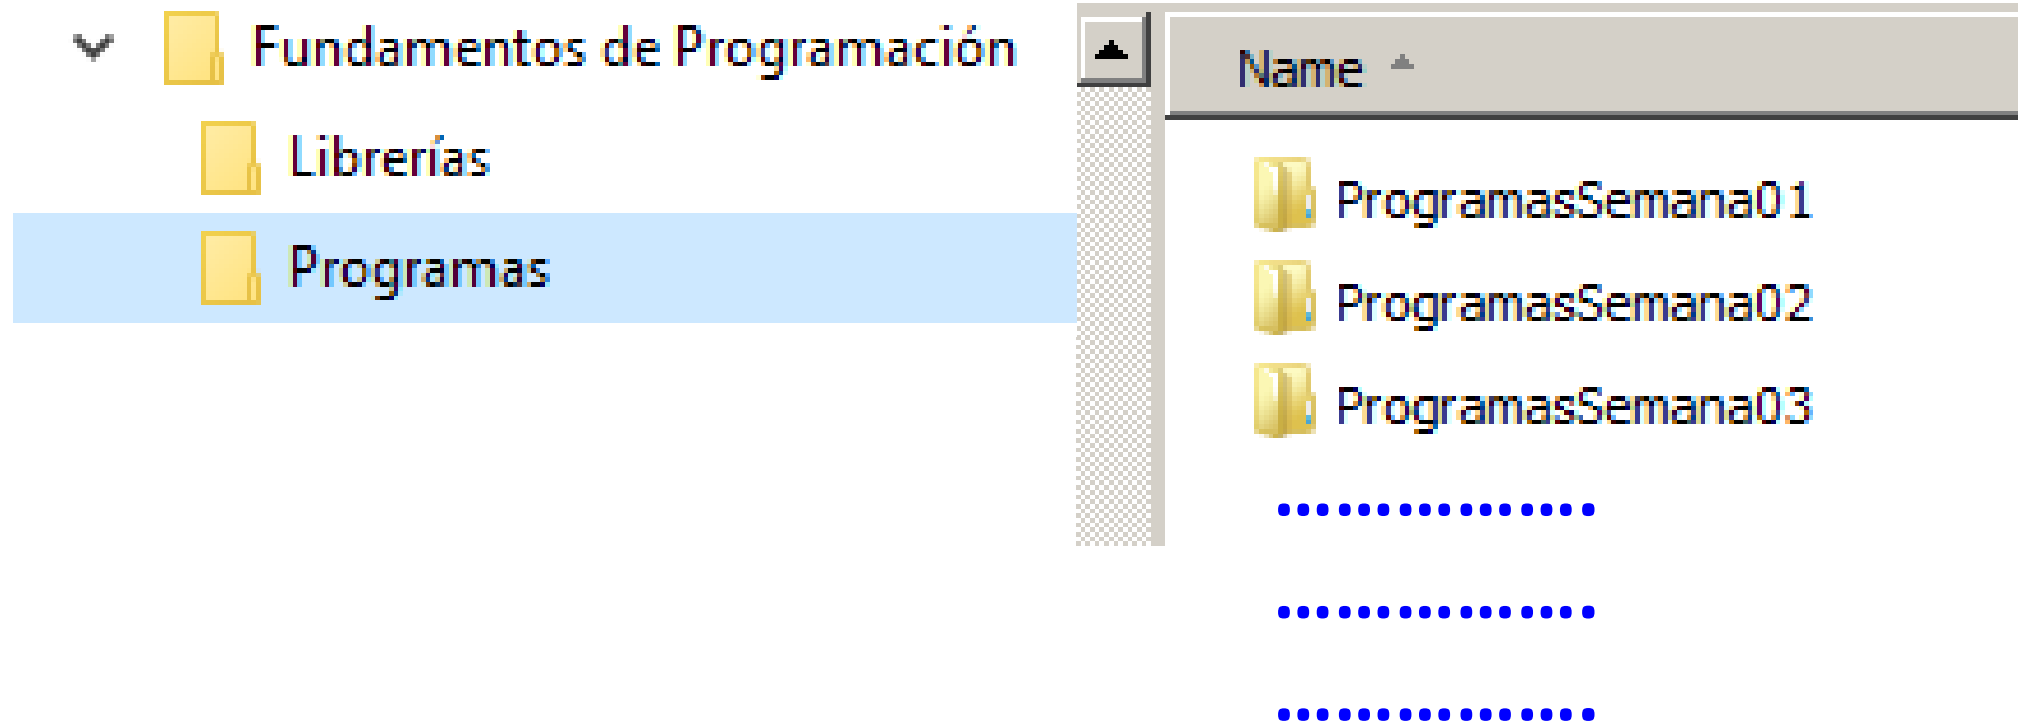 Fundamentos de Programación
Librerías
Programas
Name
ProgramasSemana01
ProgramasSemana02
ProgramasSemana03
................
................
................